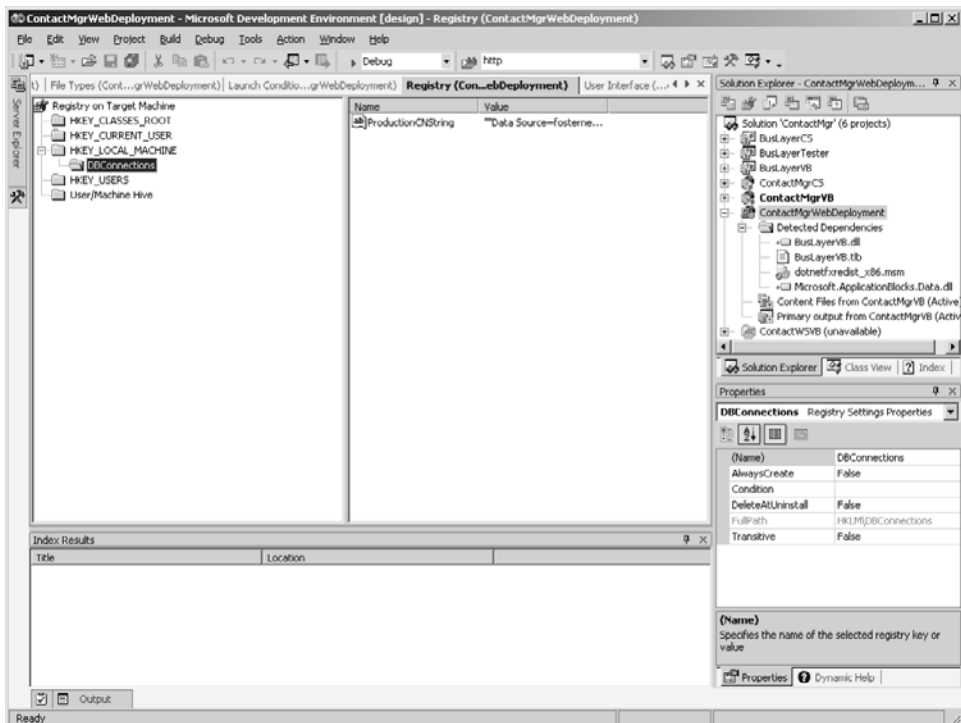 ContactMgrWebDeployment - Microsoft Development Environment [design] - Registry (ContactMgrWebDeployment)
File Edit View Project Build Debug Tools Action Window Help
Debug http
t) File Types (Cont...grWebDeployment) Launch Conditio...grWebDeployment) Registry (Con...ebDeployment) User Interface (...
Server Explorer
Registry on Target Machine
HKEY_CLASSES_ROOT
HKEY_CURRENT_USER
HKEY_LOCAL_MACHINE
DBConnections
HKEY_USERS
User/Machine Hive
Name Value
ab ProductionCNString ""Data Source=fosterne...
Solution Explorer - ContactMgrWebDeploym...
Solution 'ContactMgr' (6 projects)
BusLayerCS
BusLayerTester
BusLayerVB
ContactMgrCS
ContactMgrVB
ContactMgrWebDeployment
Detected Dependencies
BusLayerVB.dll
BusLayerVB.tlb
dotnetfxredist_x86.msm
Microsoft.ApplicationBlocks.Data.dll
Content Files from ContactMgrVB (Active)
Primary output from ContactMgrVB (Activ
ContactWSVB (unavailable)
Solution Explorer Class View Index
Properties
DBConnections Registry Settings Properties
(Name) DBConnections
AlwaysCreate False
Condition
DeleteAtUninstall False
FullPath HKLM\DBConnections
Transitive False
(Name)
Specifies the name of the selected registry key or
value
Properties Dynamic Help
Index Results
Title Location
Output
Ready